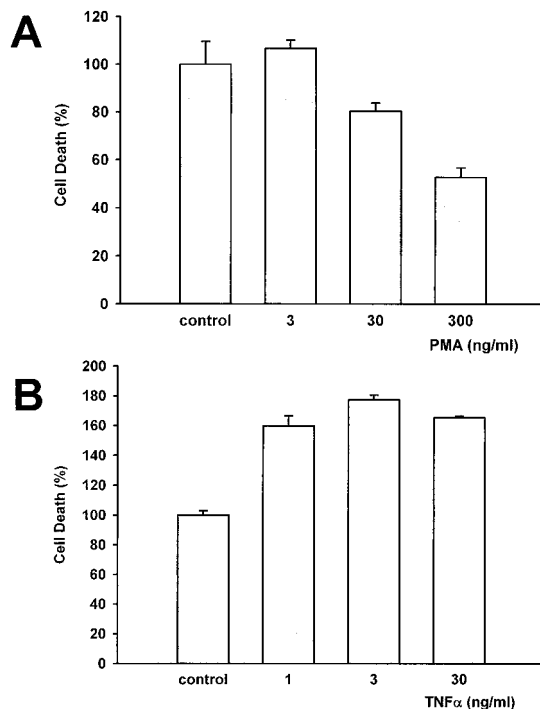 A
120
100
80
60
40
20
0
Cell Death (%)
control 3 30 300
PMA (ng/ml)
B
200
180
160
140
120
100
80
60
40
20
0
Cell Death (%)
control 1 3 30
TNFα (ng/ml)